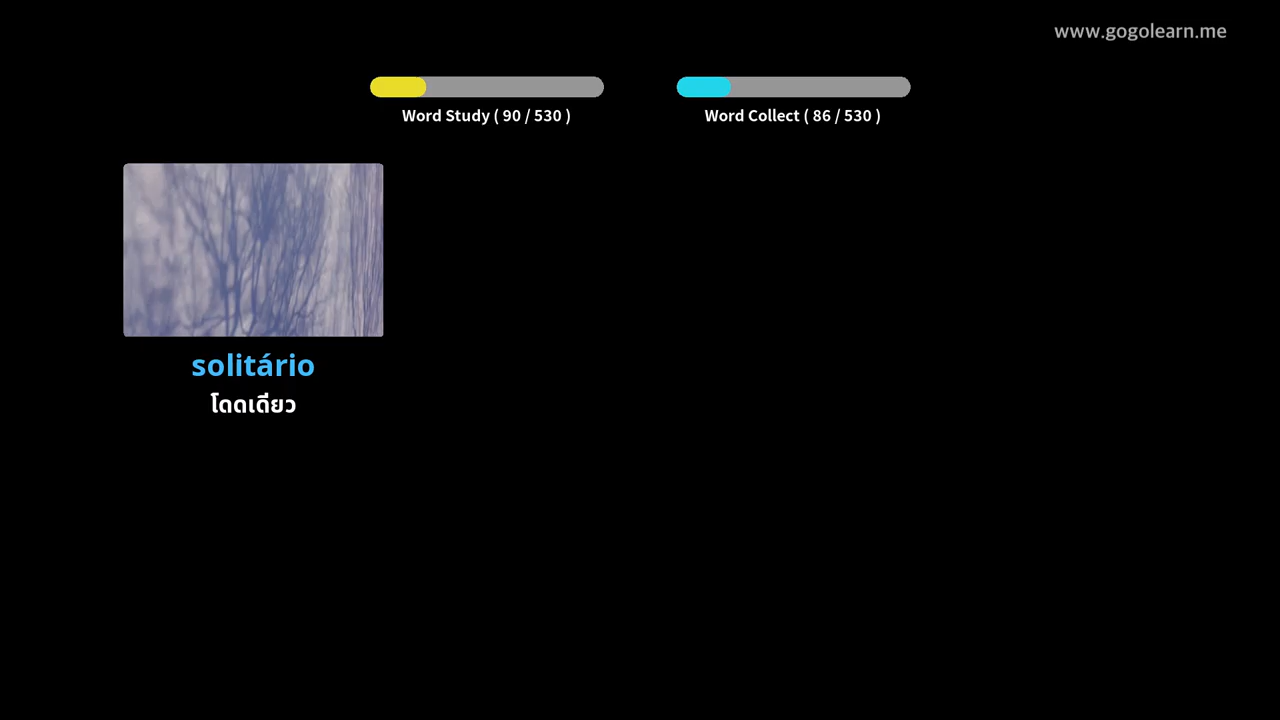 www.gogolearn.me
Word Study ( 90 / 530 )
Word Collect ( 86 / 530 )
solitário
โดดเดียว